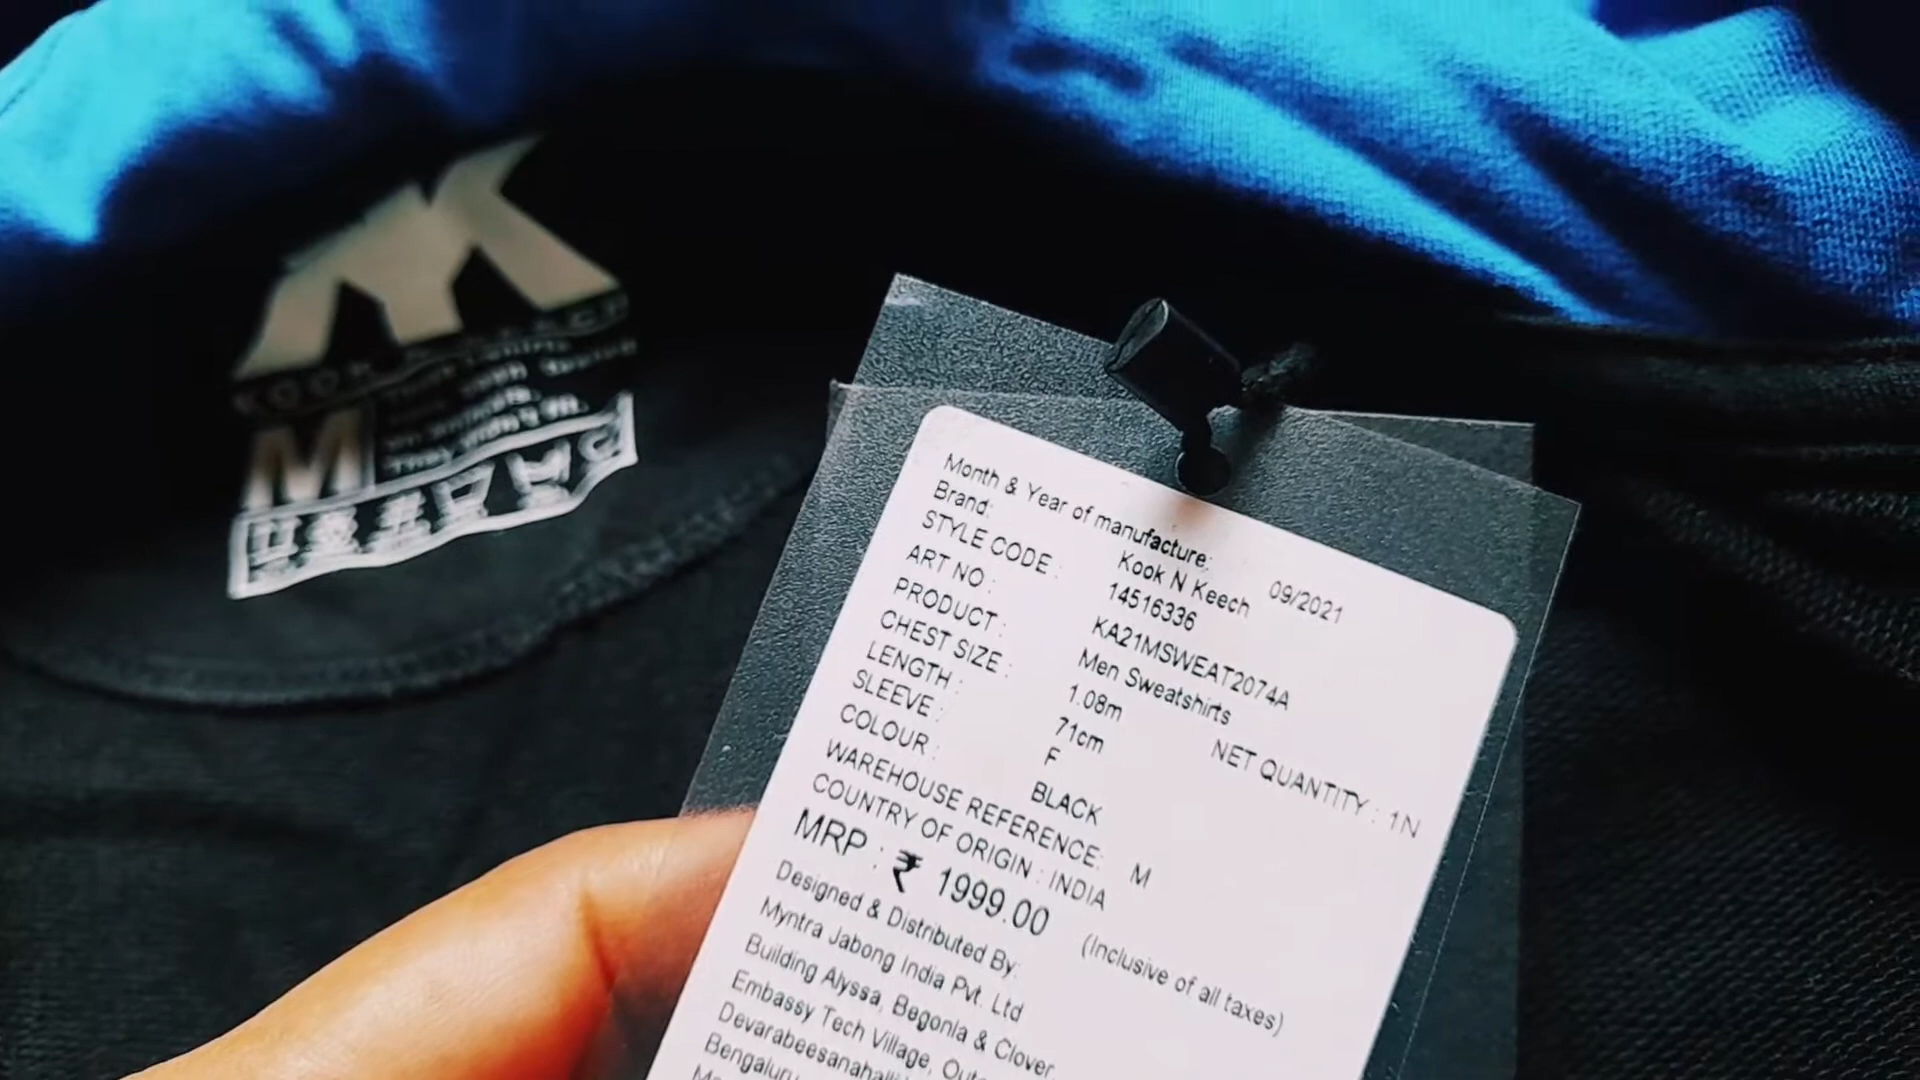 M
Month & Year of manufacture: 09/2021
Brand: Kook N Keech
STYLE CODE : 14516336
ART NO : KA21MSWEAT2074A
PRODUCT : Men Sweatshirts
CHEST SIZE : 1.08m NET QUANTITY : 1N
LENGTH : 71cm
SLEEVE : F
COLOUR : BLACK
WAREHOUSE REFERENCE: M
COUNTRY OF ORIGIN : INDIA
MRP : ₹ 1999.00 (Inclusive of all taxes)
Designed & Distributed By:
Myntra Jabong India Pvt. Ltd
Building Alyssa, Begonia & Clover,
Embassy Tech Village,
Bengaluru